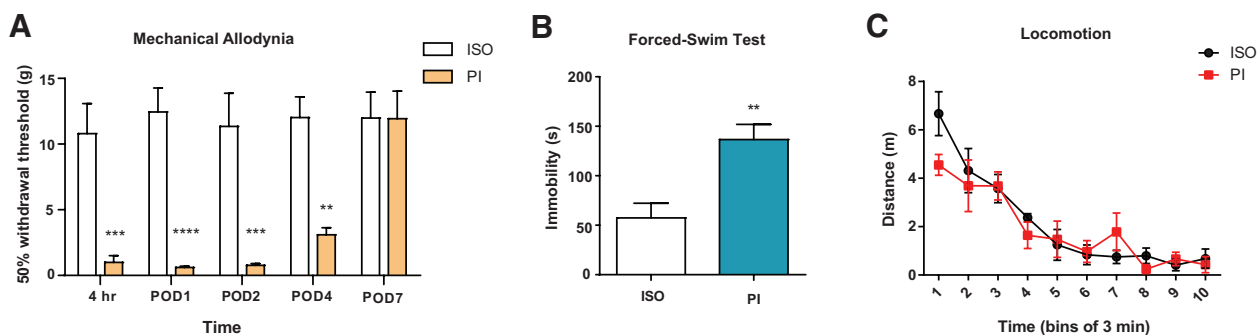 A
Mechanical Allodynia
ISO
PI
50% withdrawal threshold (g)
15
10
5
0
***
****
***
**
4 hr POD1 POD2 POD4 POD7
Time
B
Forced-Swim Test
Immobility (s)
200
150
100
50
0
**
ISO PI
C
Locomotion
ISO
PI
Distance (m)
8
6
4
2
0
1 2 3 4 5 6 7 8 9 10
Time (bins of 3 min)